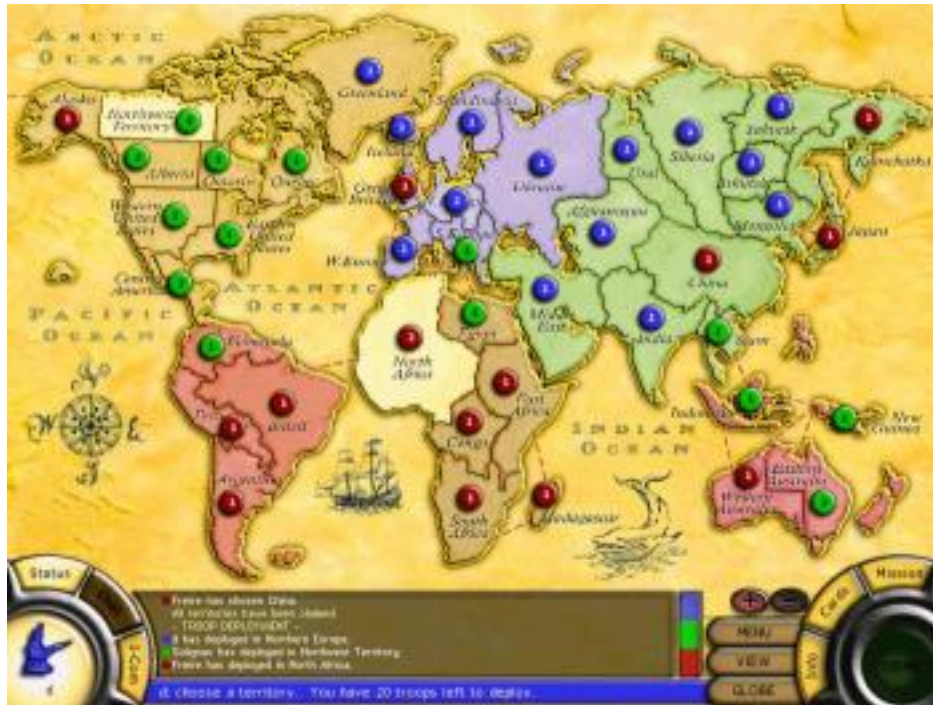 ARCTIC
OCEAN
Alaska
Northwest
Territory
Greenland
Scandinavia
Iceland
Alberta
Ontario
Great
Britain
Ukraine
Ural
Siberia
Yakutsk
Kamchatka
Irkutsk
Western
United
States
Eastern
United
States
Afghanistan
Mongolia
Japan
W. Europe
China
Central
America
ATLANTIC
OCEAN
PACIFIC
OCEAN
Middle
East
India
Siam
Egypt
Venezuela
North
Africa
East
Africa
Indonesia
New
Guinea
Peru
Brazil
Congo
INDIAN
OCEAN
W
E
Argentina
Western
Australia
Eastern
Australia
South
Africa
Madagascar
Status
Mission
Cards
Info
Freire has chosen China.
All territories have been claimed
- TROOP DEPLOYMENT -
it has deployed in Northern Europe.
has deployed in Northwest Territory.
Freire has deployed in North Africa.
MENU
VIEW
GLOBE
it: choose a territory. You have 20 troops left to deploy.